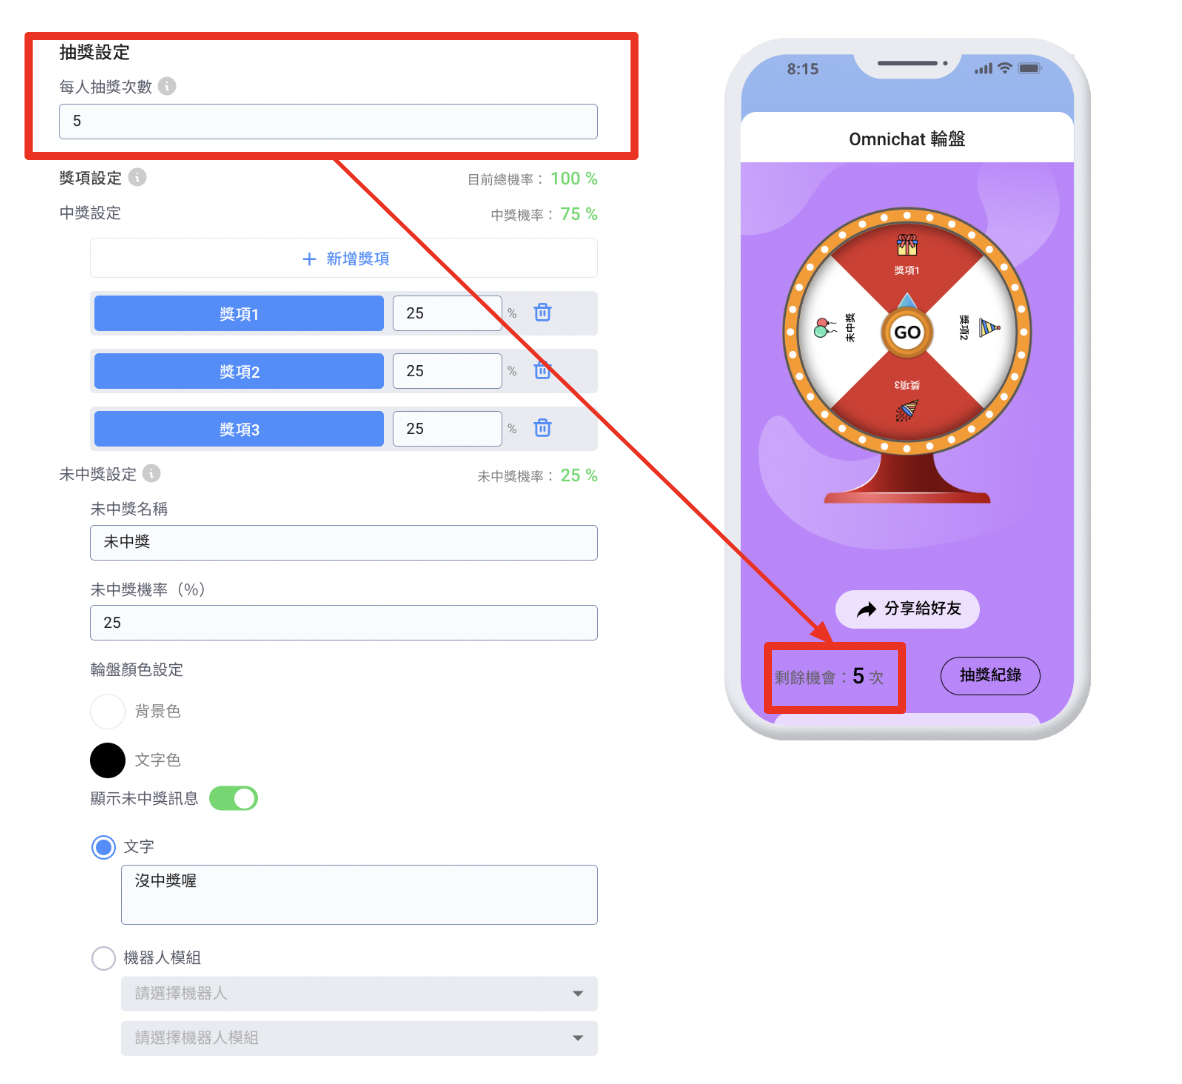 抽獎設定
每人抽獎次數
5
獎項設定
目前總機率： 100 %
中獎設定
中獎機率： 75 %
+ 新增獎項
獎項1
25
%
獎項2
25
%
獎項3
25
%
未中獎設定
未中獎機率： 25 %
未中獎名稱
未中獎
未中獎機率（%）
25
輪盤顏色設定
背景色
文字色
顯示未中獎訊息
文字
沒中獎喔
機器人模組
請選擇機器人
請選擇機器人模組
8:15
Omnichat 輪盤
獎項1
未中獎
GO
獎項2
獎項3
分享給好友
剩餘機會：5 次
抽獎紀錄